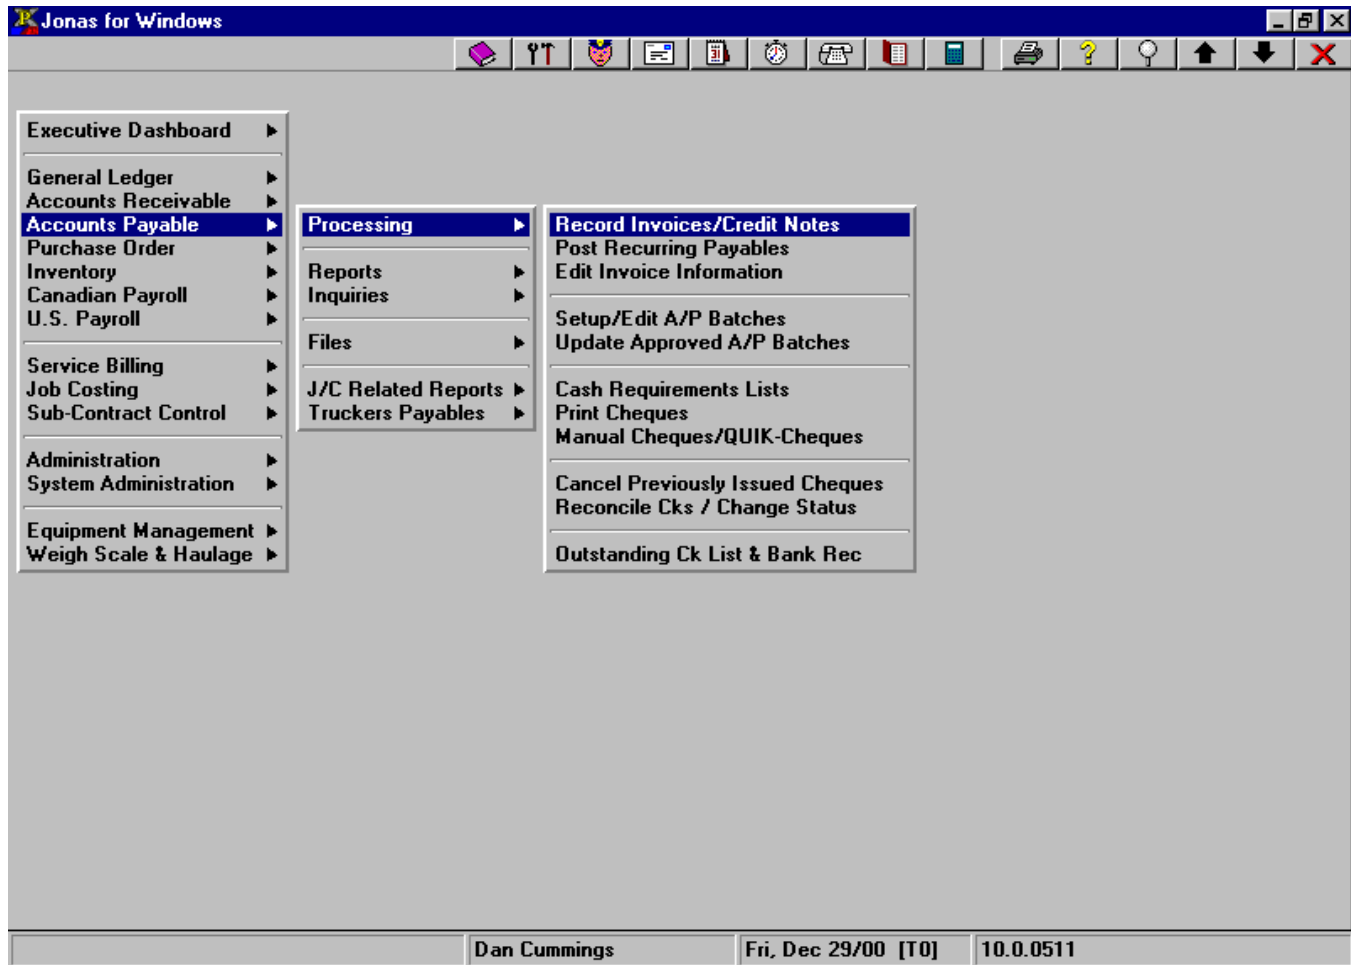 Jonas for Windows
Executive Dashboard
General Ledger
Accounts Receivable
Accounts Payable
Purchase Order
Inventory
Canadian Payroll
U.S. Payroll
Service Billing
Job Costing
Sub-Contract Control
Administration
System Administration
Equipment Management
Weigh Scale & Haulage
Processing
Reports
Inquiries
Files
J/C Related Reports
Truckers Payables
Record Invoices/Credit Notes
Post Recurring Payables
Edit Invoice Information
Setup/Edit A/P Batches
Update Approved A/P Batches
Cash Requirements Lists
Print Cheques
Manual Cheques/QUIK-Cheques
Cancel Previously Issued Cheques
Reconcile Cks / Change Status
Outstanding Ck List & Bank Rec
Dan Cummings
Fri, Dec 29/00 [T0]
10.0.0511